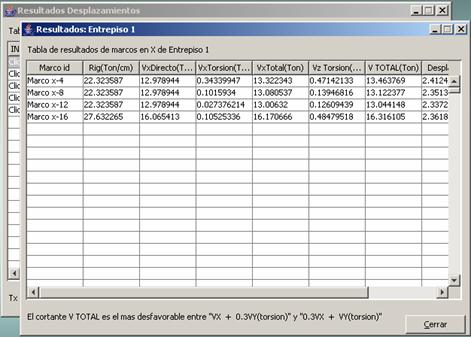 Resultados Desplazamientos
Resultados: Entrepiso 1
Tabla de resultados de marcos en X de Entrepiso 1
Marco id Rig(Ton/cm) VxDirecto(T... VxTorsion(T... VxTotal(Ton) Vz Torsion(... V TOTAL(Ton) Despl
Marco x-4 22.323587 12.978944 0.34339947 13.322343 0.47142133 13.463769 2.4124
Marco x-8 22.323587 12.978944 0.1015934 13.080537 0.13946816 13.122377 2.3513
Marco x-12 22.323587 12.978944 0.027376214 13.00632 0.12609439 13.044148 2.3372
Marco x-16 27.632265 16.065413 0.10525336 16.170666 0.48479518 16.316105 2.3618
El cortante V TOTAL es el mas desfavorable entre "VX + 0.3VY(torsion)" y "0.3VX + VY(torsion)"
Cerrar
Tab
IN
Clic
Clic
Clic
Clic
Tx